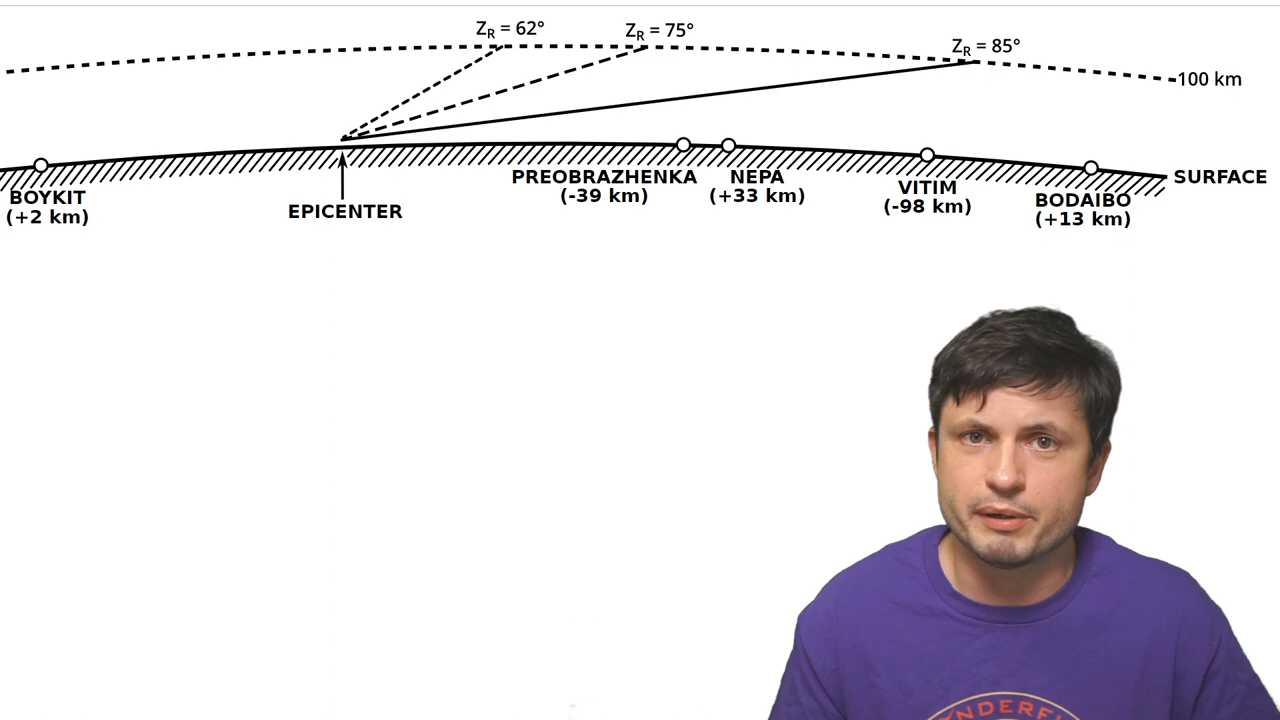 Z_R = 62°
Z_R = 75°
Z_R = 85°
100 km
SURFACE
BOYKIT
(+2 km)
EPICENTER
PREOBRAZHENKA
(-39 km)
NEPA
(+33 km)
VITIM
(-98 km)
BODAIBO
(+13 km)